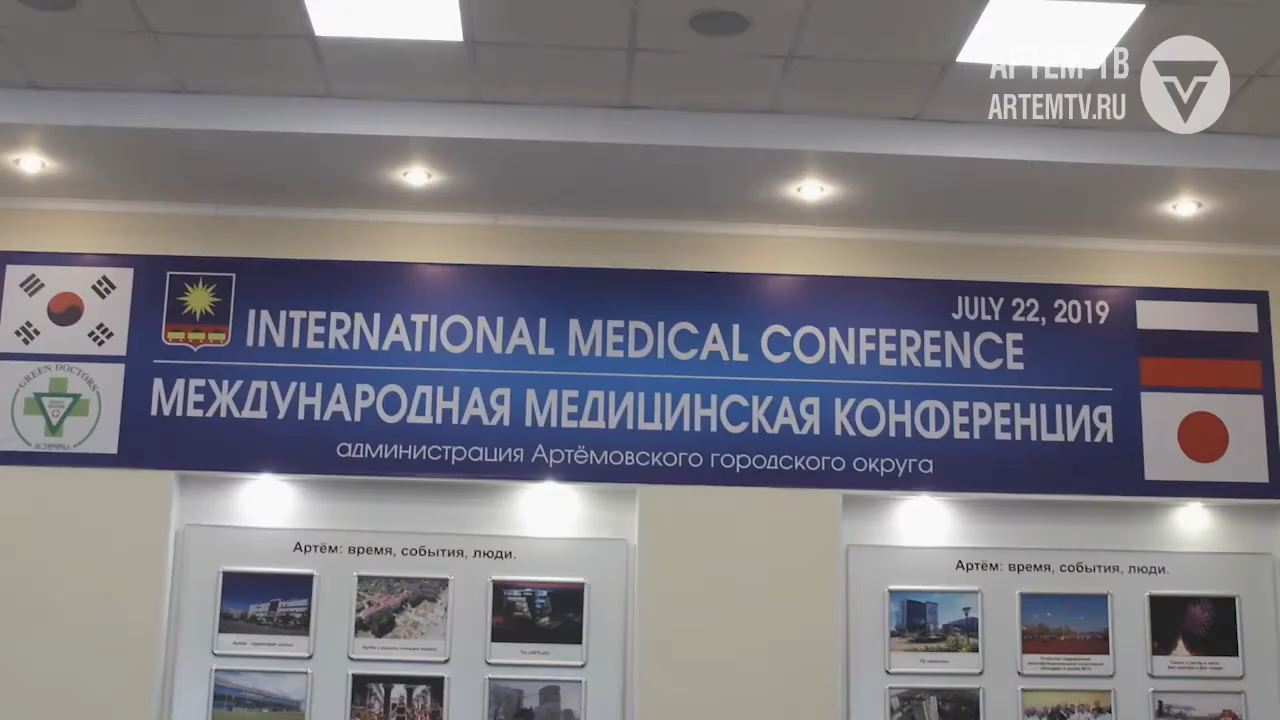 АРТЕМ-ТВ
ARTEMTV.RU
JULY 22, 2019
INTERNATIONAL MEDICAL CONFERENCE
МЕЖДУНАРОДНАЯ МЕДИЦИНСКАЯ КОНФЕРЕНЦИЯ
администрация Артёмовского городского округа
GREEN DOCTORS
Артём: время, события, люди.
Артём: время, события, люди.